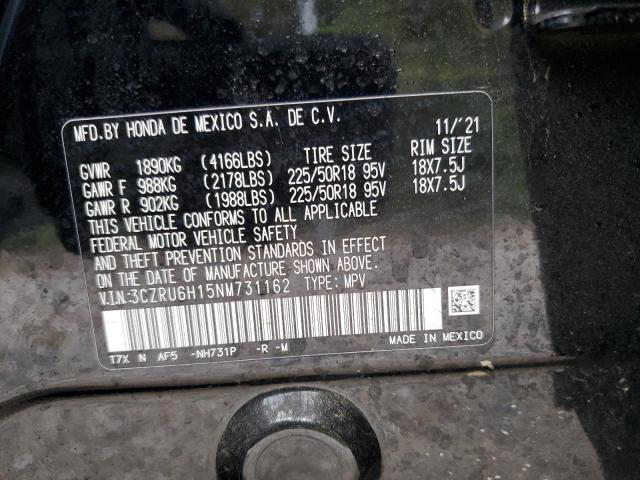 MFD.BY HONDA DE MEXICO S.A. DE C.V. 11/'21
GVWR 1890KG (4166LBS) TIRE SIZE RIM SIZE
GAWR F 988KG (2178LBS) 225/50R18 95V 18X7.5J
GAWR R 902KG (1988LBS) 225/50R18 95V 18X7.5J
THIS VEHICLE CONFORMS TO ALL APPLICABLE
FEDERAL MOTOR VEHICLE SAFETY
AND THEFT PREVENTION STANDARDS IN EFFECT
ON THE DATE OF MANUFACTURE SHOWN ABOVE.
V.I.N:3CZRU6H15NM731162 TYPE: MPV
T7X N AF5 -NH731P -R -M MADE IN MEXICO